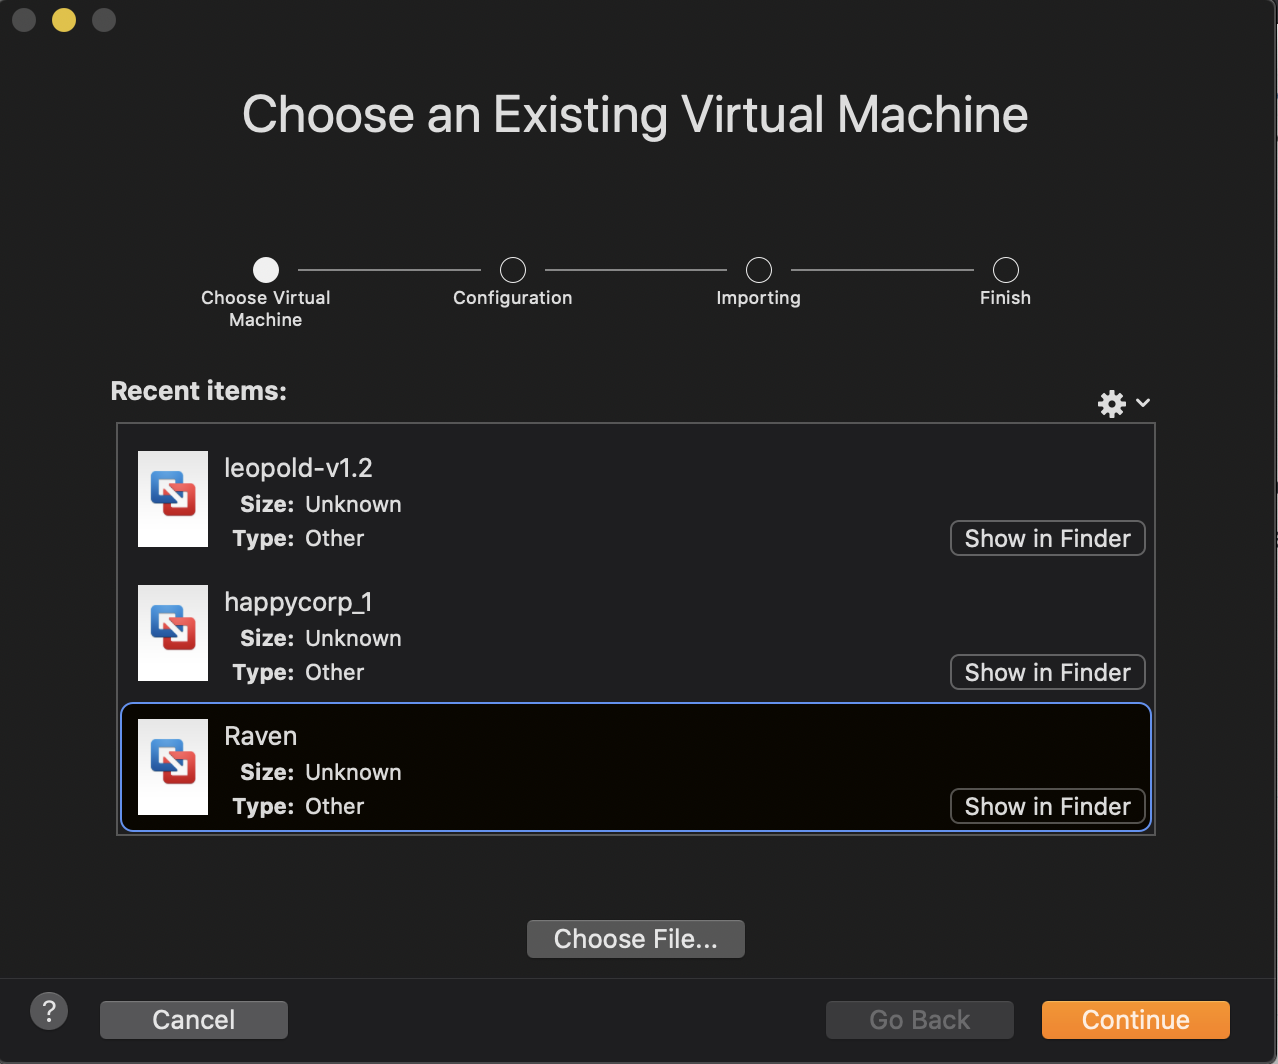 Choose an Existing Virtual Machine
Choose Virtual
Machine
Configuration
Importing
Finish
Recent items:
leopold-v1.2
Size: Unknown
Type: Other
Show in Finder
happycorp_1
Size: Unknown
Type: Other
Show in Finder
Raven
Size: Unknown
Type: Other
Show in Finder
Choose File...
?
Cancel
Go Back
Continue